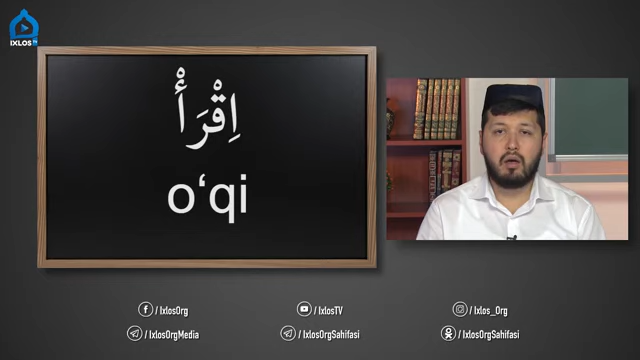 IXLOS
اِقْرَأْ
oʻqi
/ IxlosOrg
/ IxlosTV
/ Ixlos_Org
/ IxlosOrgMedia
/ IxlosOrgSahifasi
/ IxlosOrgSahifasi